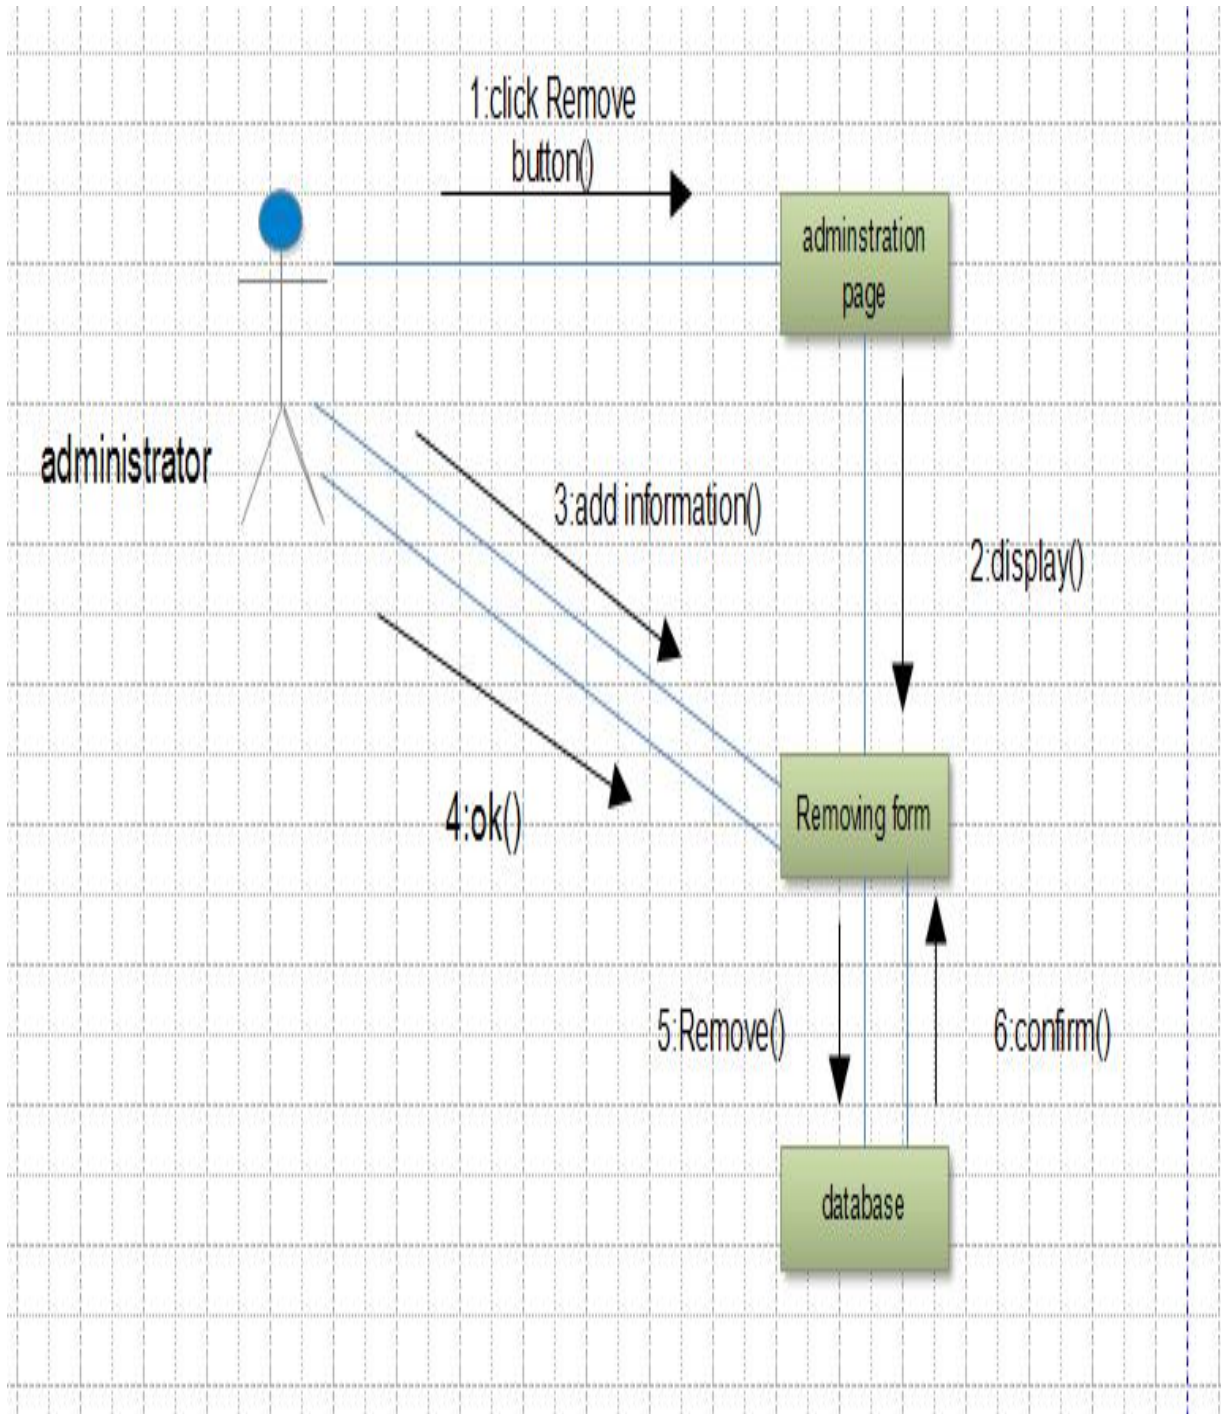 1:click Remove
button()
adminstration
page
administrator
3:add information()
2:display()
4:ok()
Removing form
5:Remove()
6:confirm()
database